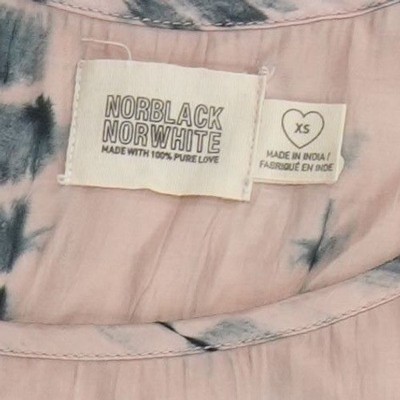 NORBLACK
NORWHITE
MADE WITH 100% PURE LOVE
XS
MADE IN INDIA/
FABRIQUÉ EN INDE